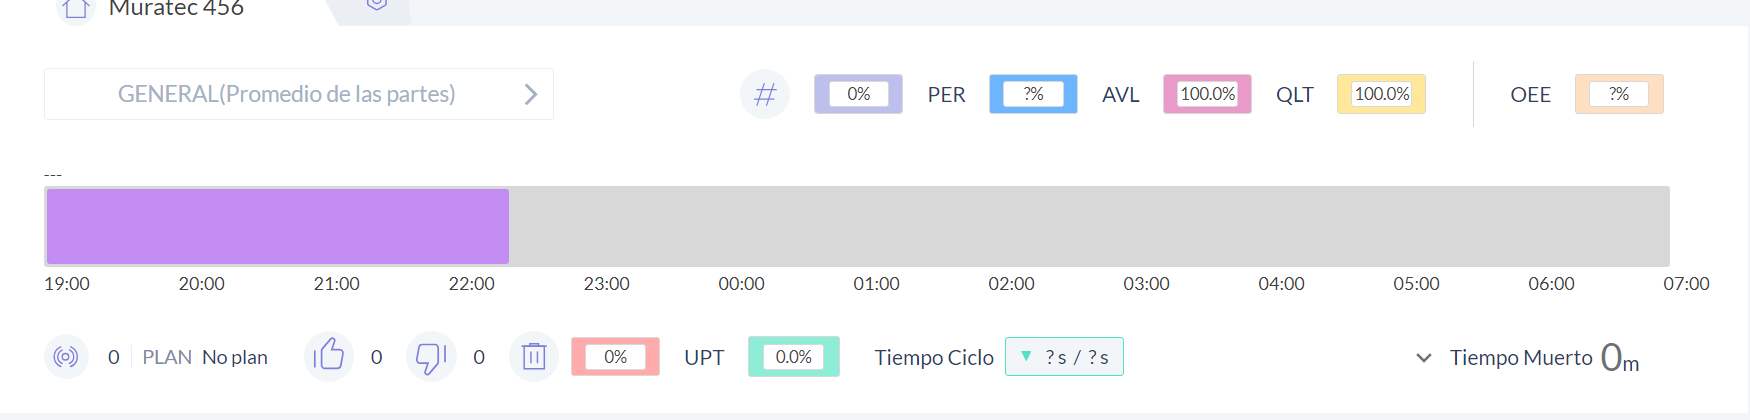 Muratec 456
GENERAL(Promedio de las partes)
# 0% PER ?% AVL 100.0% QLT 100.0% OEE ?%
---
19:00 20:00 21:00 22:00 23:00 00:00 01:00 02:00 03:00 04:00 05:00 06:00 07:00
0 PLAN No plan 0 0 0% UPT 0.0% Tiempo Ciclo ▼ ?s / ?s Tiempo Muerto 0m